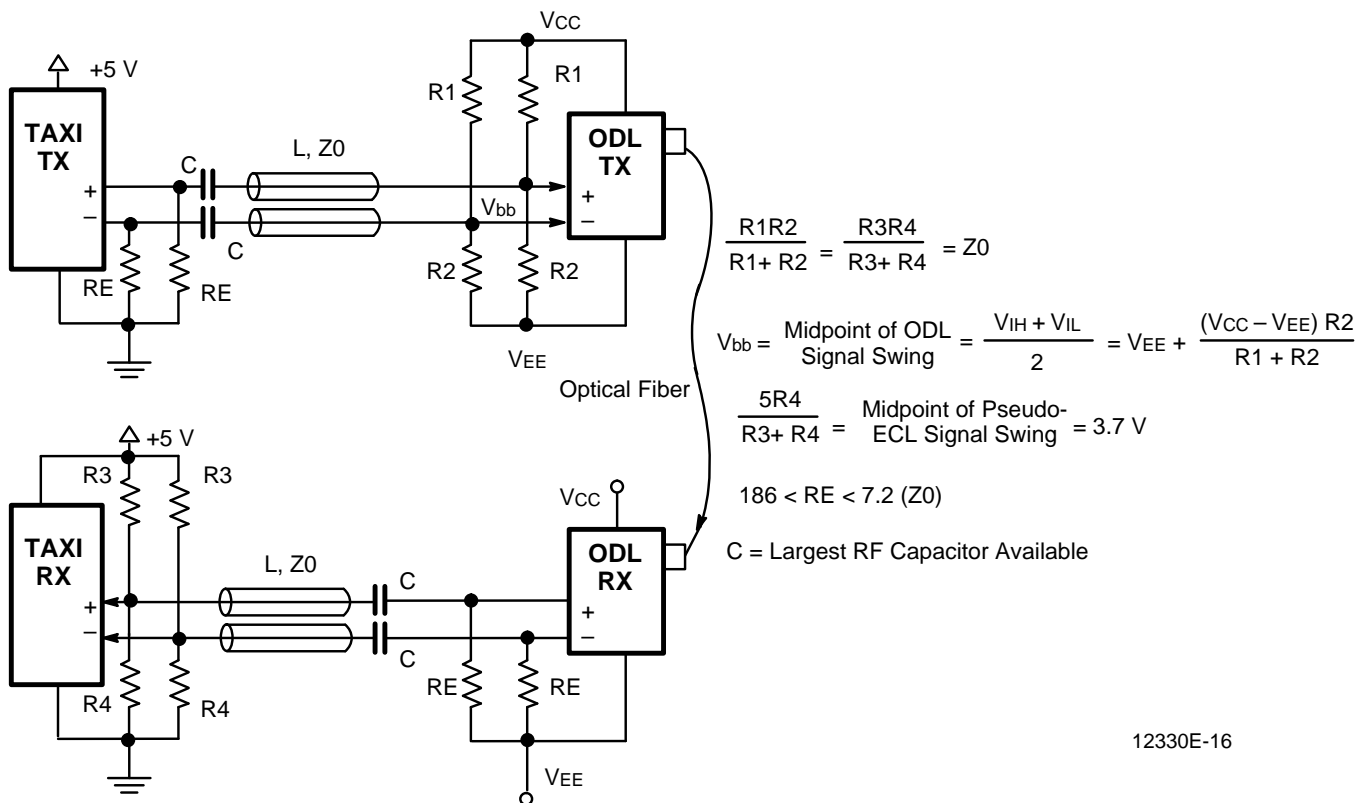 VCC
+5 V
R1
R1
TAXI
TX
C
L, Z0
ODL
TX
+
–
+
–
Vbb
C
RE
RE
R2
R2
VEE
R1R2
R1+ R2
=
R3R4
R3+ R4
= Z0
Vbb = Midpoint of ODL
Signal Swing
=
VIH + VIL
2
= VEE +
(VCC – VEE) R2
R1 + R2
Optical Fiber
5R4
R3+ R4
=
Midpoint of Pseudo-
ECL Signal Swing
= 3.7 V
+5 V
R3
R3
186 < RE < 7.2 (Z0)
VCC
C = Largest RF Capacitor Available
TAXI
RX
L, Z0
C
ODL
RX
+
–
+
–
C
R4
R4
RE
RE
VEE
12330E-16